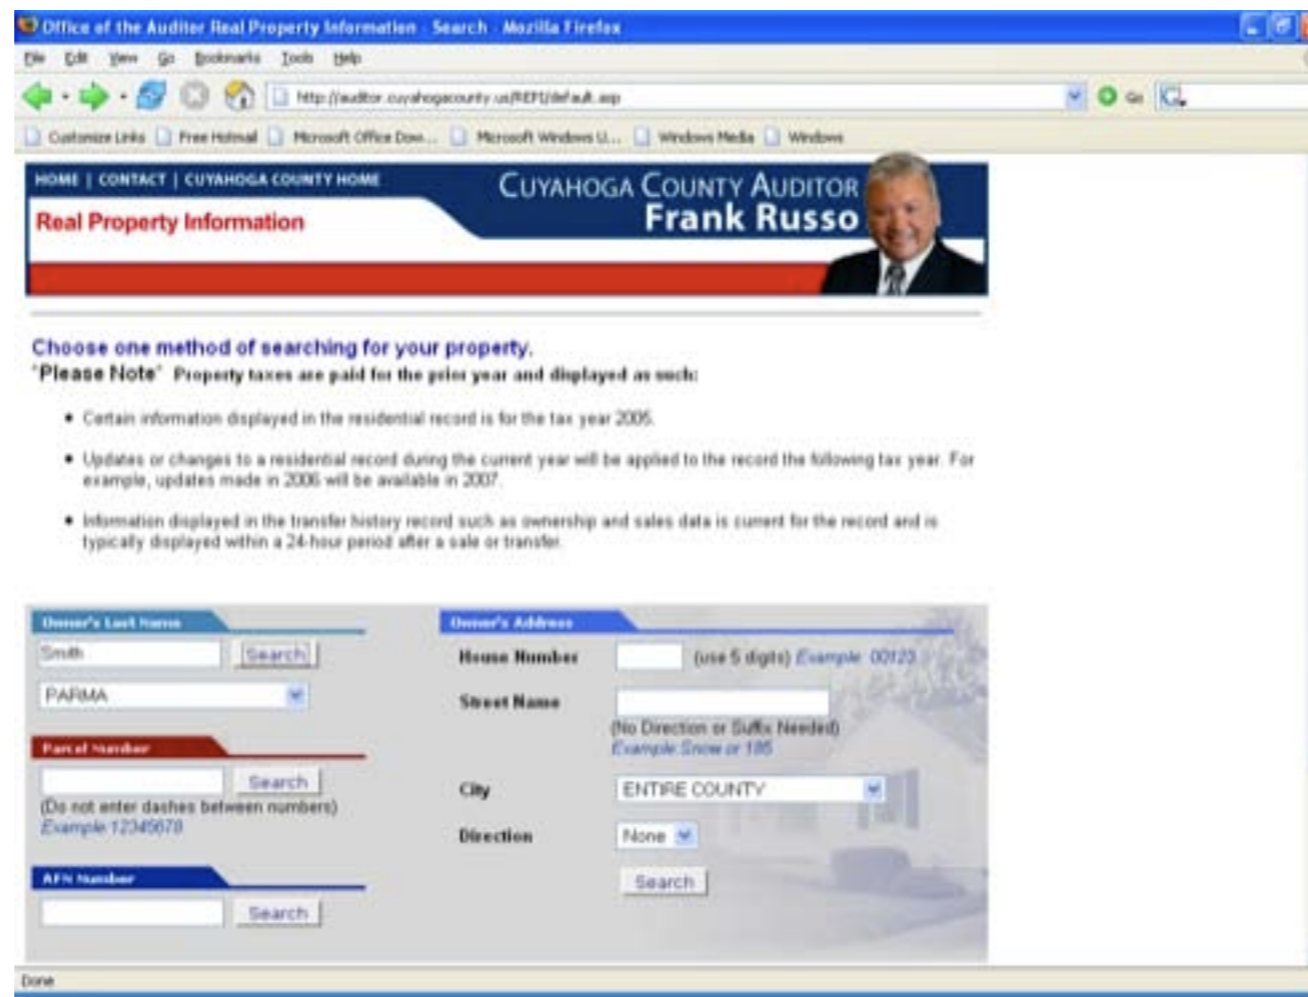 Office of the Auditor Real Property Information - Search - Mozilla Firefox
File Edit View Go Bookmarks Tools Help
http://auditor.cuyahogacounty.us/REPI/default.asp Go
Customize Links Free Hotmail Microsoft Office Dow... Microsoft Windows U... Windows Media Windows
HOME | CONTACT | CUYAHOGA COUNTY HOME
CUYAHOGA COUNTY AUDITOR
Frank Russo
Real Property Information
Choose one method of searching for your property.
*Please Note* Property taxes are paid for the prior year and displayed as such:
• Certain information displayed in the residential record is for the tax year 2005.
• Updates or changes to a residential record during the current year will be applied to the record the following tax year. For
example, updates made in 2006 will be available in 2007.
• Information displayed in the transfer history record such as ownership and sales data is current for the record and is
typically displayed within a 24-hour period after a sale or transfer.
Owner's Last Name
Smith Search
PARMA
Parcel Number
Search
(Do not enter dashes between numbers)
Example 12345678
AFN Number
Search
Owner's Address
House Number (use 5 digits) Example 00123
Street Name
(No Direction or Suffix Needed)
Example Snow or 185
City ENTIRE COUNTY
Direction None
Search
Done